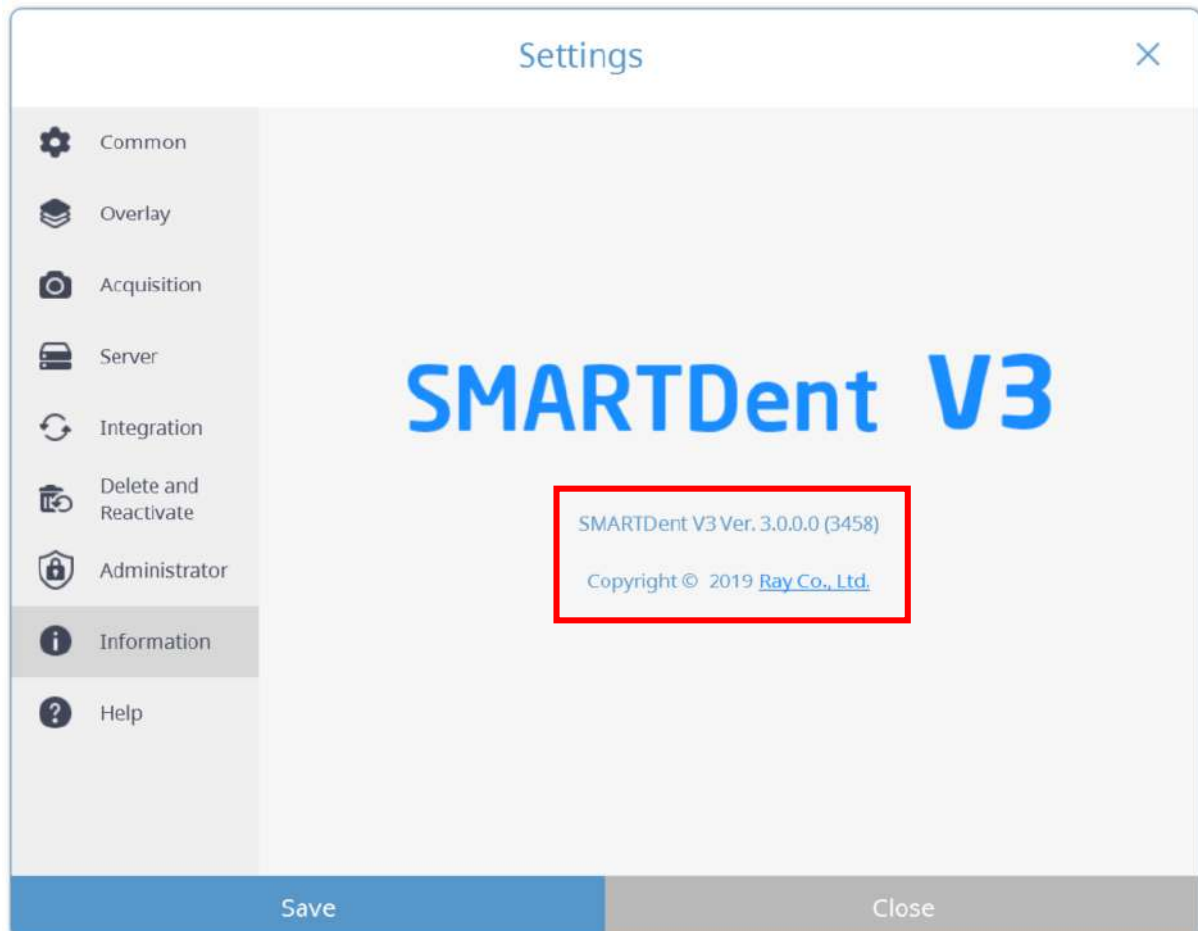 Settings
Common
Overlay
Acquisition
Server
Integration
Delete and
Reactivate
Administrator
Information
Help
SMARTDent V3
SMARTDent V3 Ver. 3.0.0.0 (3458)
Copyright © 2019 Ray Co., Ltd.
Save
Close